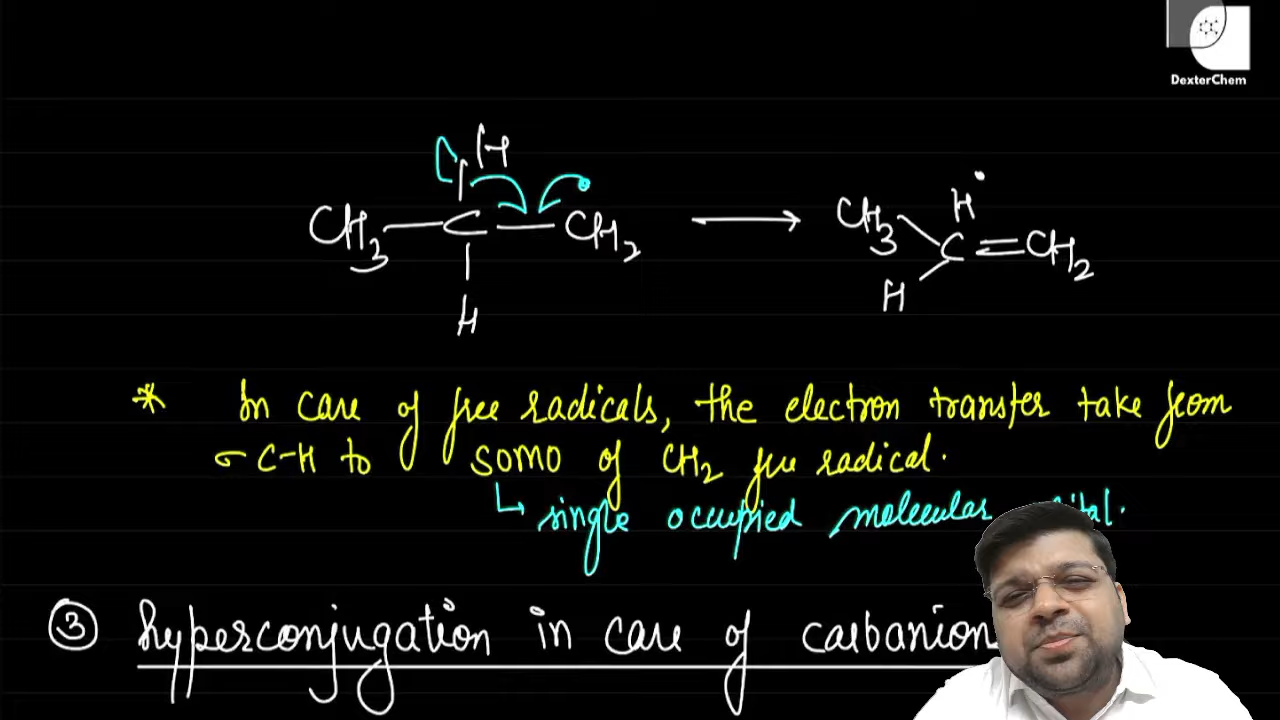 DexterChem
H
CH3 — C — CH2 ⟶ CH3 H• C = CH2
H H
* In case of free radicals, the electron transfer take from
σ C-H to SOMO of CH2 free radical.
↳ single occupied molecular
③ Hyperconjugation in case of carbanion